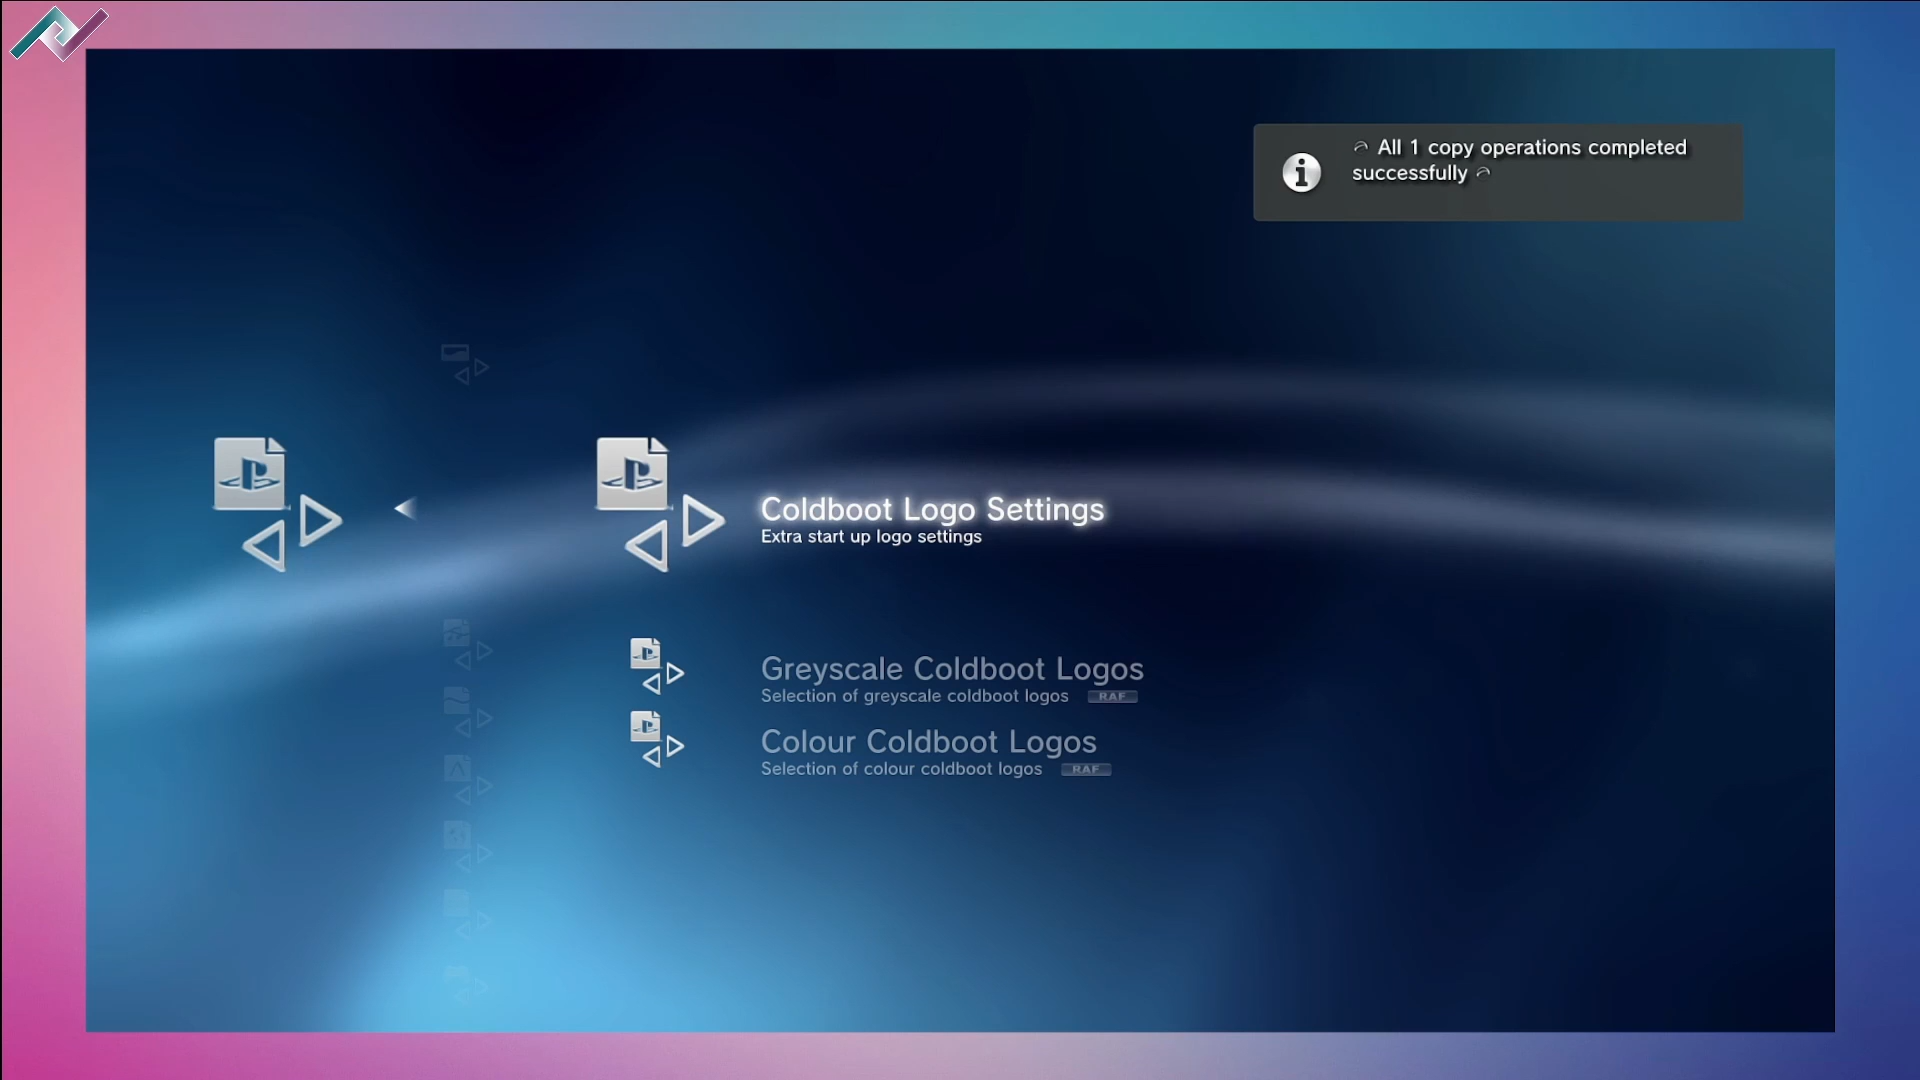 All 1 copy operations completed
successfully
Coldboot Logo Settings
Extra start up logo settings
Greyscale Coldboot Logos
Selection of greyscale coldboot logos RAF
Colour Coldboot Logos
Selection of colour coldboot logos RAF